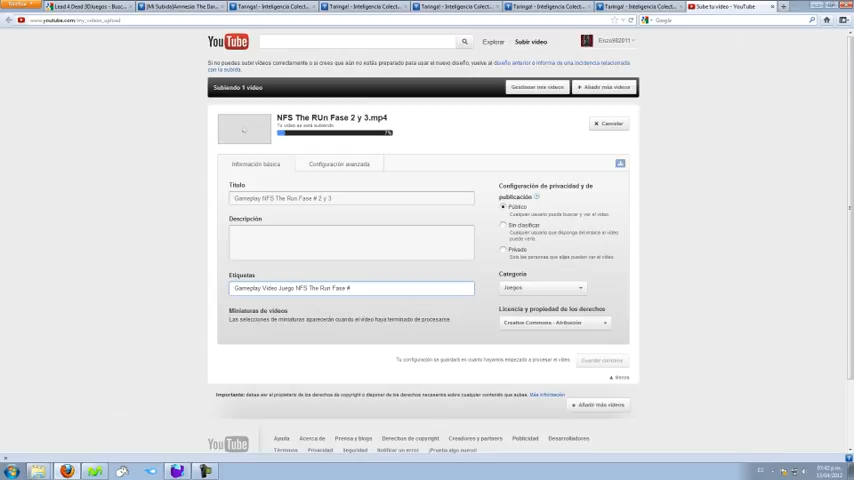 Firefox
Left 4 Dead 3DJuegos - Busc...
[Mi Subida]Amnesia The Da...
Taringa! - Inteligencia Colect...
Taringa! - Inteligencia Colect...
Taringa! - Inteligencia Colect...
Taringa! - Inteligencia Colect...
Taringa! - Inteligencia Colect...
Sube tu vídeo - YouTube
www.youtube.com/my_videos_upload
Google
YouTube
Explorar
Subir vídeo
Enzo982011
Si no puedes subir vídeos correctamente o si crees que aún no estás preparado para usar el nuevo diseño, vuelve al diseño anterior o informa de una incidencia relacionada
con la subida.
Subiendo 1 vídeo
Gestionar mis vídeos
+ Añadir más vídeos
NFS The RUn Fase 2 y 3.mp4
Tu vídeo se está subiendo.
7%
Cancelar
Información básica
Configuración avanzada
Título
Gameplay NFS The Run Fase # 2 y 3
Descripción
Etiquetas
Gameplay Video Juego NFS The Run Fase #
Miniaturas de vídeos
Las selecciones de miniaturas aparecerán cuando el vídeo haya terminado de procesarse.
Configuración de privacidad y de
publicación
Público
Cualquier usuario puede buscar y ver el vídeo.
Sin clasificar
Cualquier usuario que disponga del enlace al vídeo
puede verlo.
Privado
Solo las personas que elijas pueden ver el vídeo.
Categoría
Juegos
Licencia y propiedad de los derechos
Creative Commons - Atribución
Tu configuración se guardará en cuanto hayamos empezado a procesar el vídeo.
Guardar cambios
Menos
Importante: debes ser el propietario de los derechos de copyright o disponer de los derechos necesarios sobre cualquier contenido que subas. Más información
+ Añadir más vídeos
YouTube
Ayuda
Acerca de
Prensa y blogs
Derechos de copyright
Creadores y partners
Publicidad
Desarrolladores
Términos
Privacidad
Seguridad
Notificar un error
¡Prueba algo nuevo!
ES
07:42 p.m.
13/04/2012